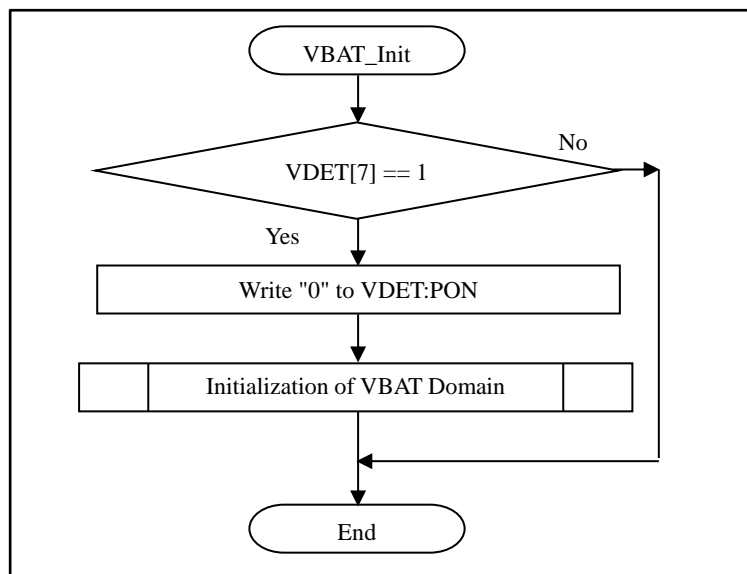 VBAT_Init
No
VDET[7] == 1
Yes
Write "0" to VDET:PON
Initialization of VBAT Domain
End